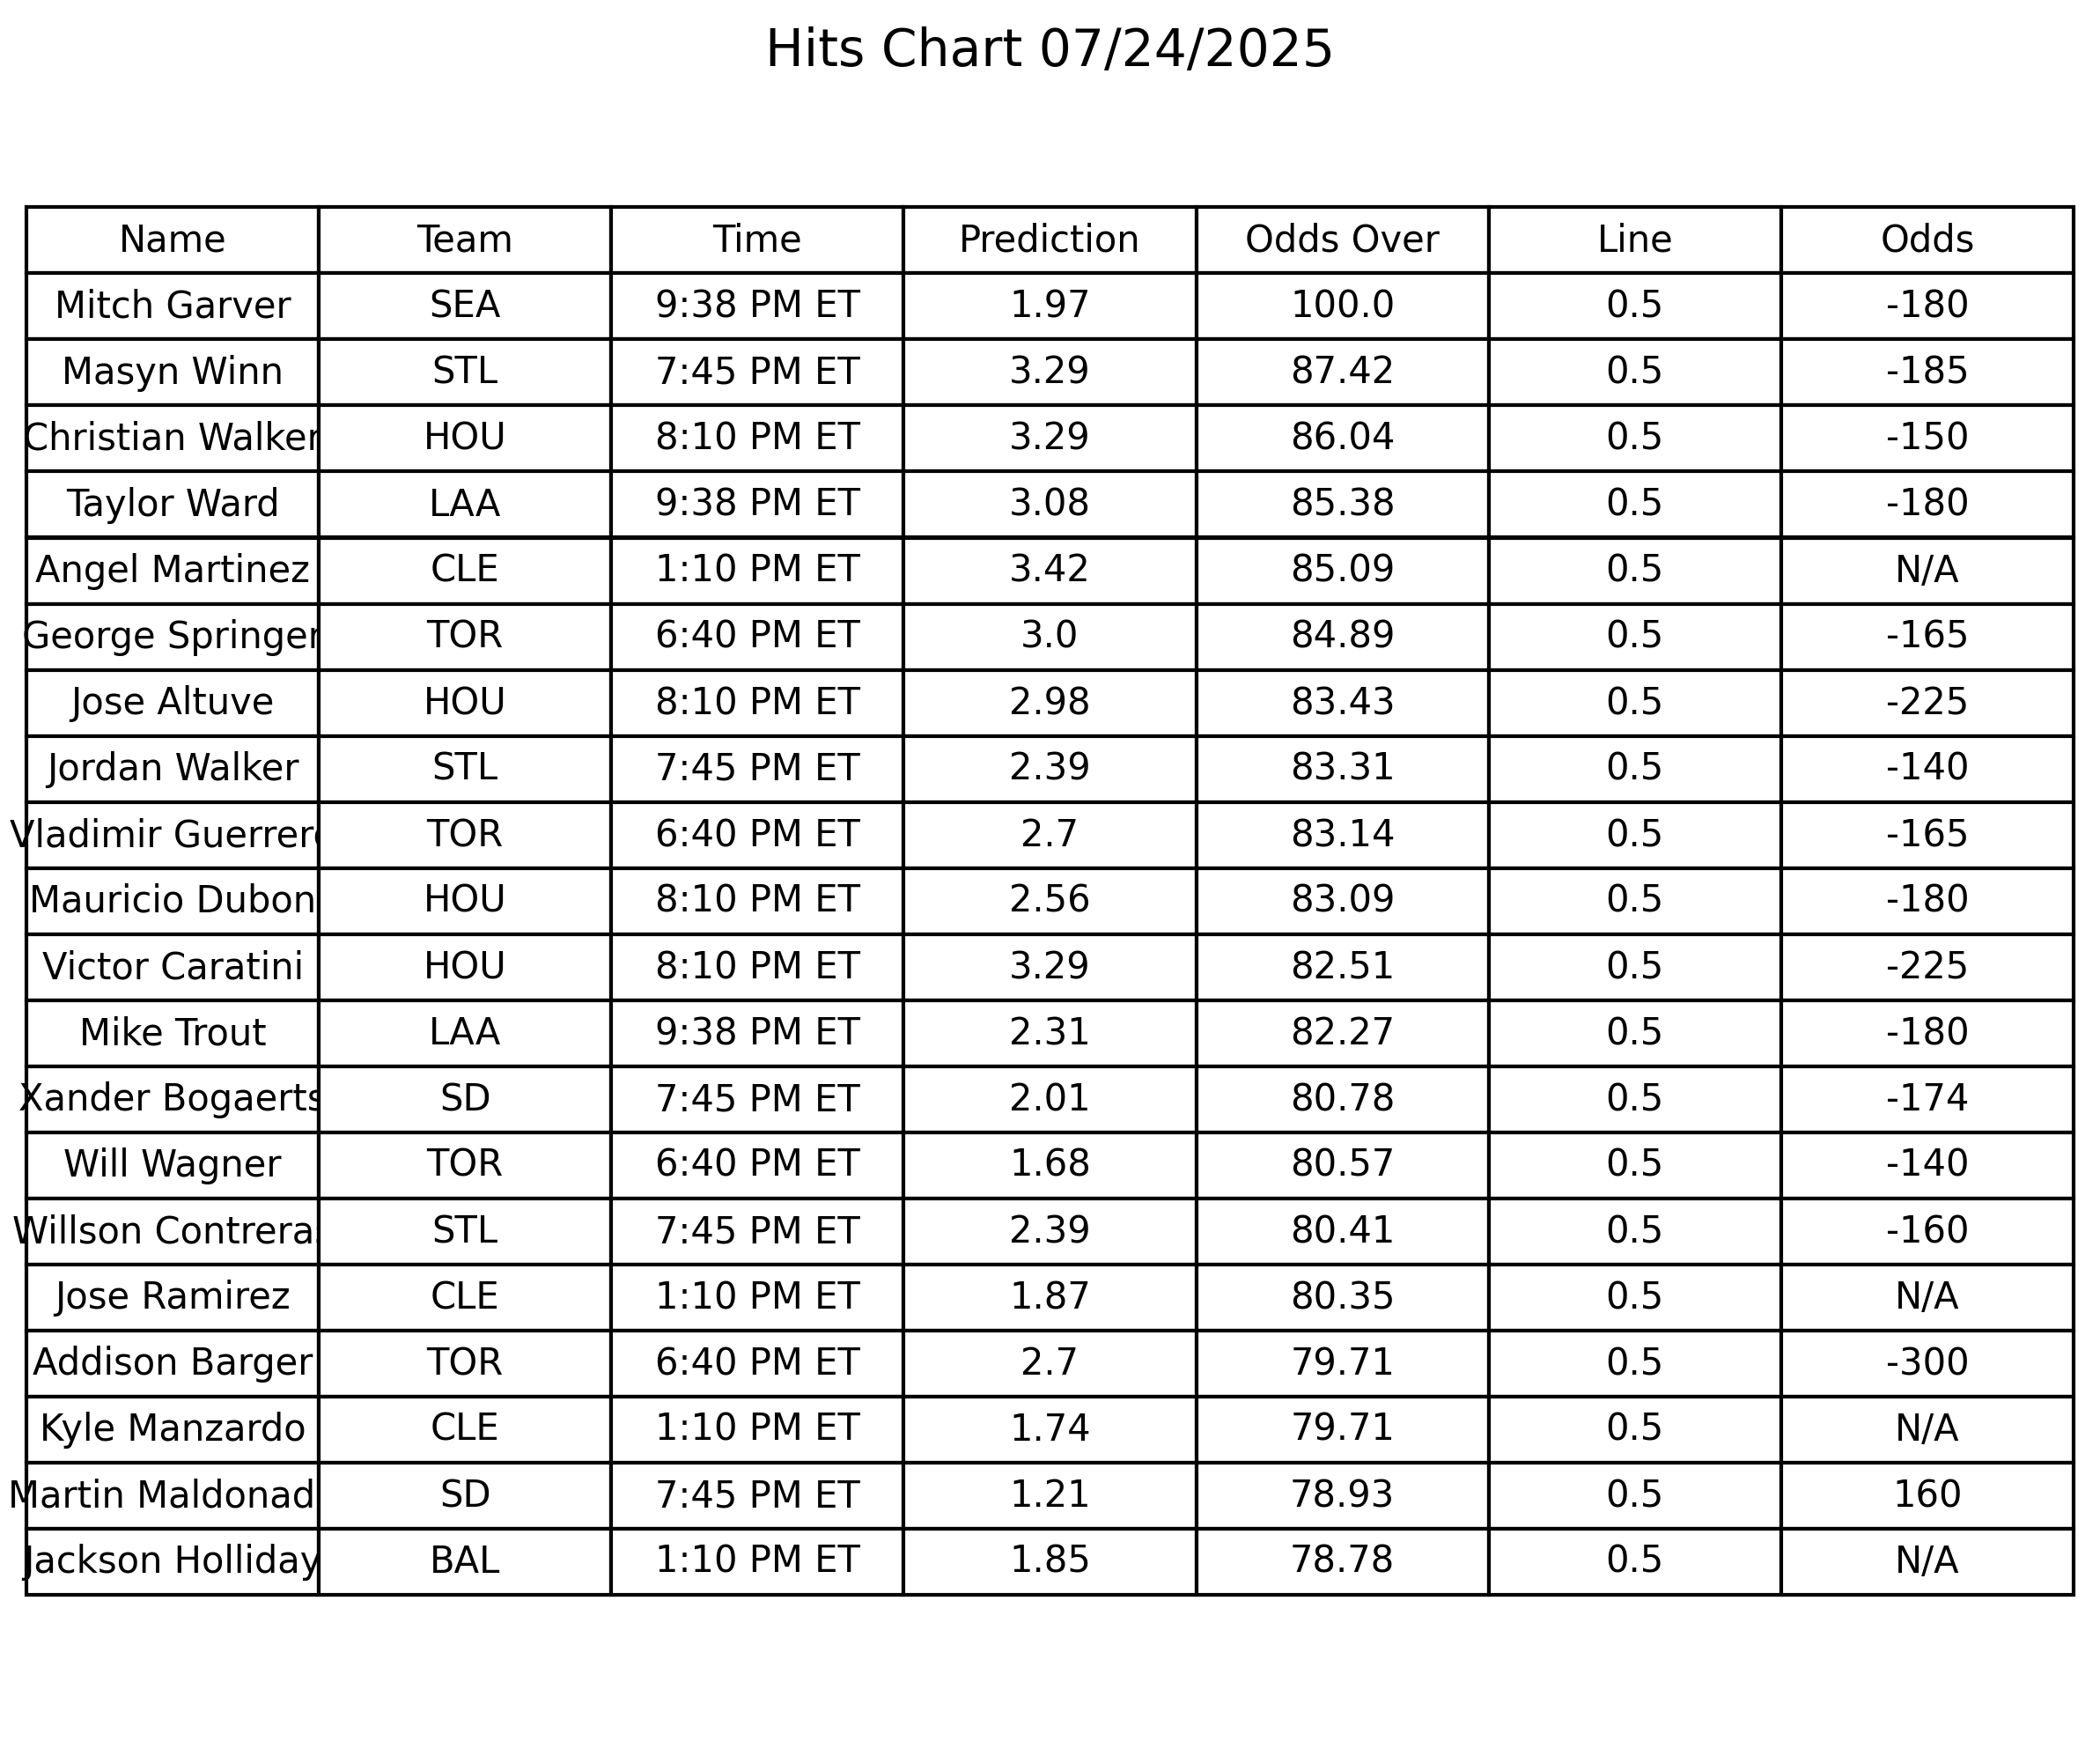 Hits Chart 07/24/2025
Name Team Time Prediction Odds Over Line Odds
Mitch Garver SEA 9:38 PM ET 1.97 100.0 0.5 -180
Masyn Winn STL 7:45 PM ET 3.29 87.42 0.5 -185
Christian Walker HOU 8:10 PM ET 3.29 86.04 0.5 -150
Taylor Ward LAA 9:38 PM ET 3.08 85.38 0.5 -180
Angel Martinez CLE 1:10 PM ET 3.42 85.09 0.5 N/A
George Springer TOR 6:40 PM ET 3.0 84.89 0.5 -165
Jose Altuve HOU 8:10 PM ET 2.98 83.43 0.5 -225
Jordan Walker STL 7:45 PM ET 2.39 83.31 0.5 -140
Vladimir Guerrero TOR 6:40 PM ET 2.7 83.14 0.5 -165
Mauricio Dubon HOU 8:10 PM ET 2.56 83.09 0.5 -180
Victor Caratini HOU 8:10 PM ET 3.29 82.51 0.5 -225
Mike Trout LAA 9:38 PM ET 2.31 82.27 0.5 -180
Xander Bogaerts SD 7:45 PM ET 2.01 80.78 0.5 -174
Will Wagner TOR 6:40 PM ET 1.68 80.57 0.5 -140
Willson Contreras STL 7:45 PM ET 2.39 80.41 0.5 -160
Jose Ramirez CLE 1:10 PM ET 1.87 80.35 0.5 N/A
Addison Barger TOR 6:40 PM ET 2.7 79.71 0.5 -300
Kyle Manzardo CLE 1:10 PM ET 1.74 79.71 0.5 N/A
Martin Maldonad SD 7:45 PM ET 1.21 78.93 0.5 160
Jackson Holliday BAL 1:10 PM ET 1.85 78.78 0.5 N/A